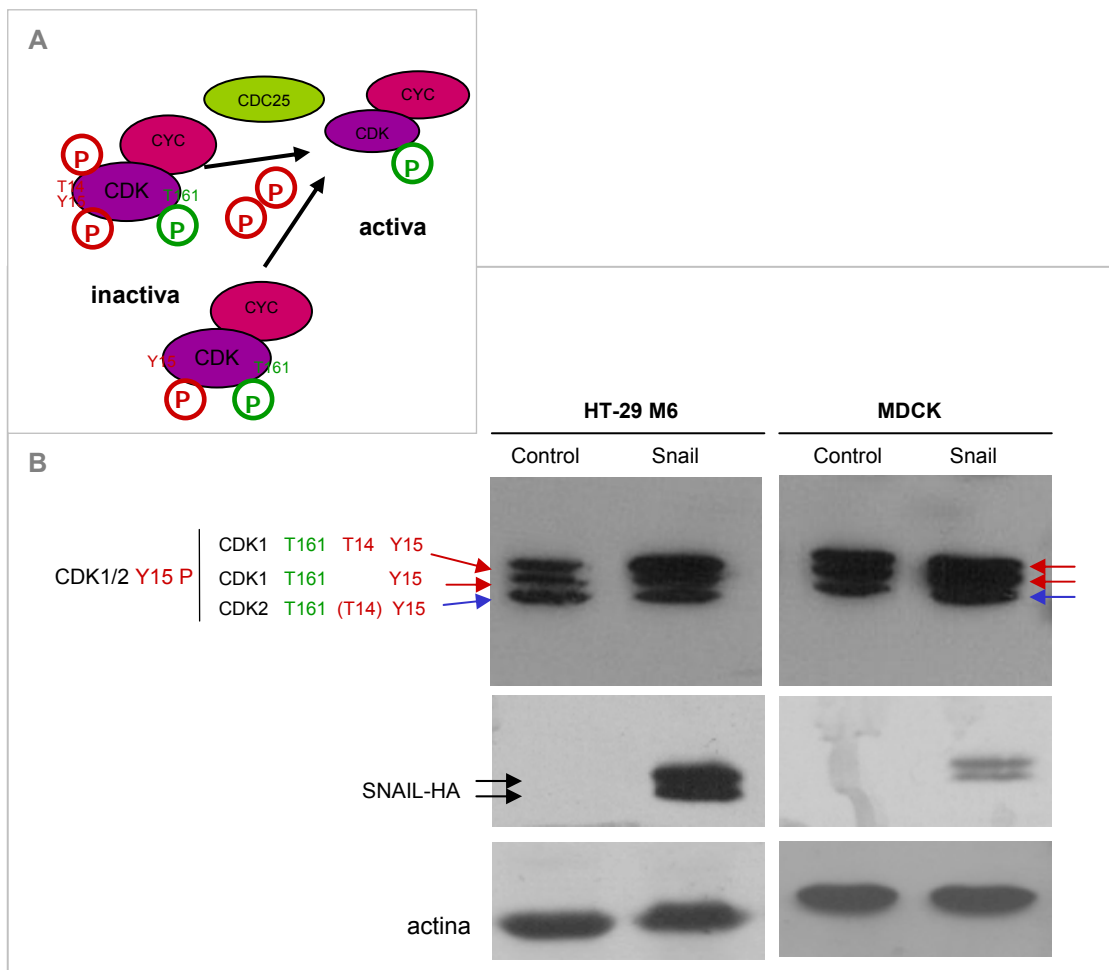 A
CDC25
CYC
CYC
CDK
P
P
T14
Y15
CDK
T161
P
P
P
P
P
activa
inactiva
CYC
Y15
CDK
T161
P
P
HT-29 M6
MDCK
B
Control
Snail
Control
Snail
CDK1 T161 T14 Y15
CDK1/2 Y15 P
CDK1 T161 Y15
CDK2 T161 (T14) Y15
SNAIL-HA
actina